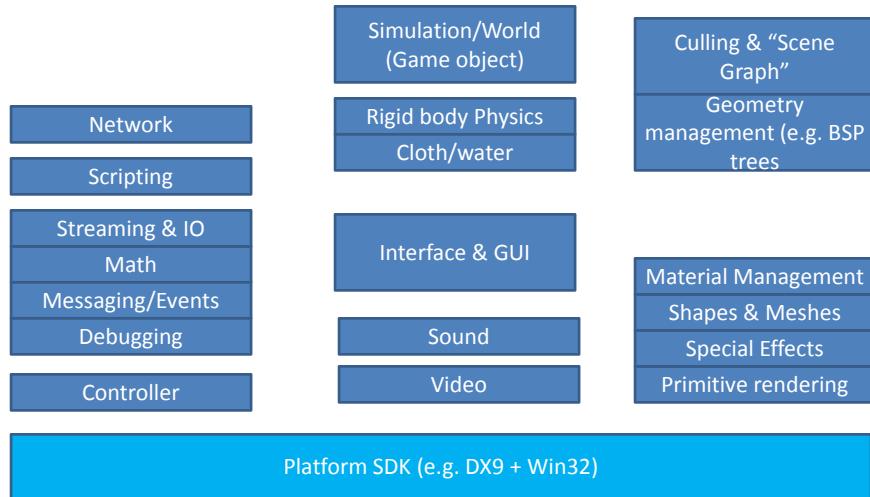 Network
Scripting
Streaming & IO
Math
Messaging/Events
Debugging
Controller
Simulation/World
(Game object)
Rigid body Physics
Cloth/water
Interface & GUI
Sound
Video
Culling & “Scene
Graph”
Geometry
management (e.g. BSP
trees
Material Management
Shapes & Meshes
Special Effects
Primitive rendering
Platform SDK (e.g. DX9 + Win32)